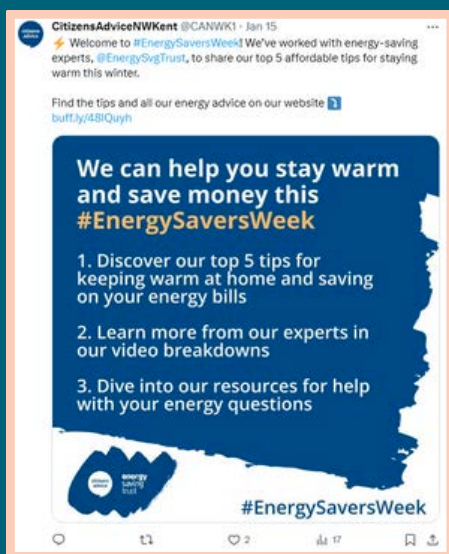 CitizensAdviceNWKent @CANWK1 · Jan 15
⚡ Welcome to #EnergySaversWeek! We've worked with energy-saving
experts, @EnergySvgTrust, to share our top 5 affordable tips for staying
warm this winter.
Find the tips and all our energy advice on our website ⤵️
buff.ly/48IQuyh
We can help you stay warm
and save money this
#EnergySaversWeek
1. Discover our top 5 tips for
keeping warm at home and saving
on your energy bills
2. Learn more from our experts in
our video breakdowns
3. Dive into our resources for help
with your energy questions
citizens
advice
energy
saving
trust
#EnergySaversWeek
2
17